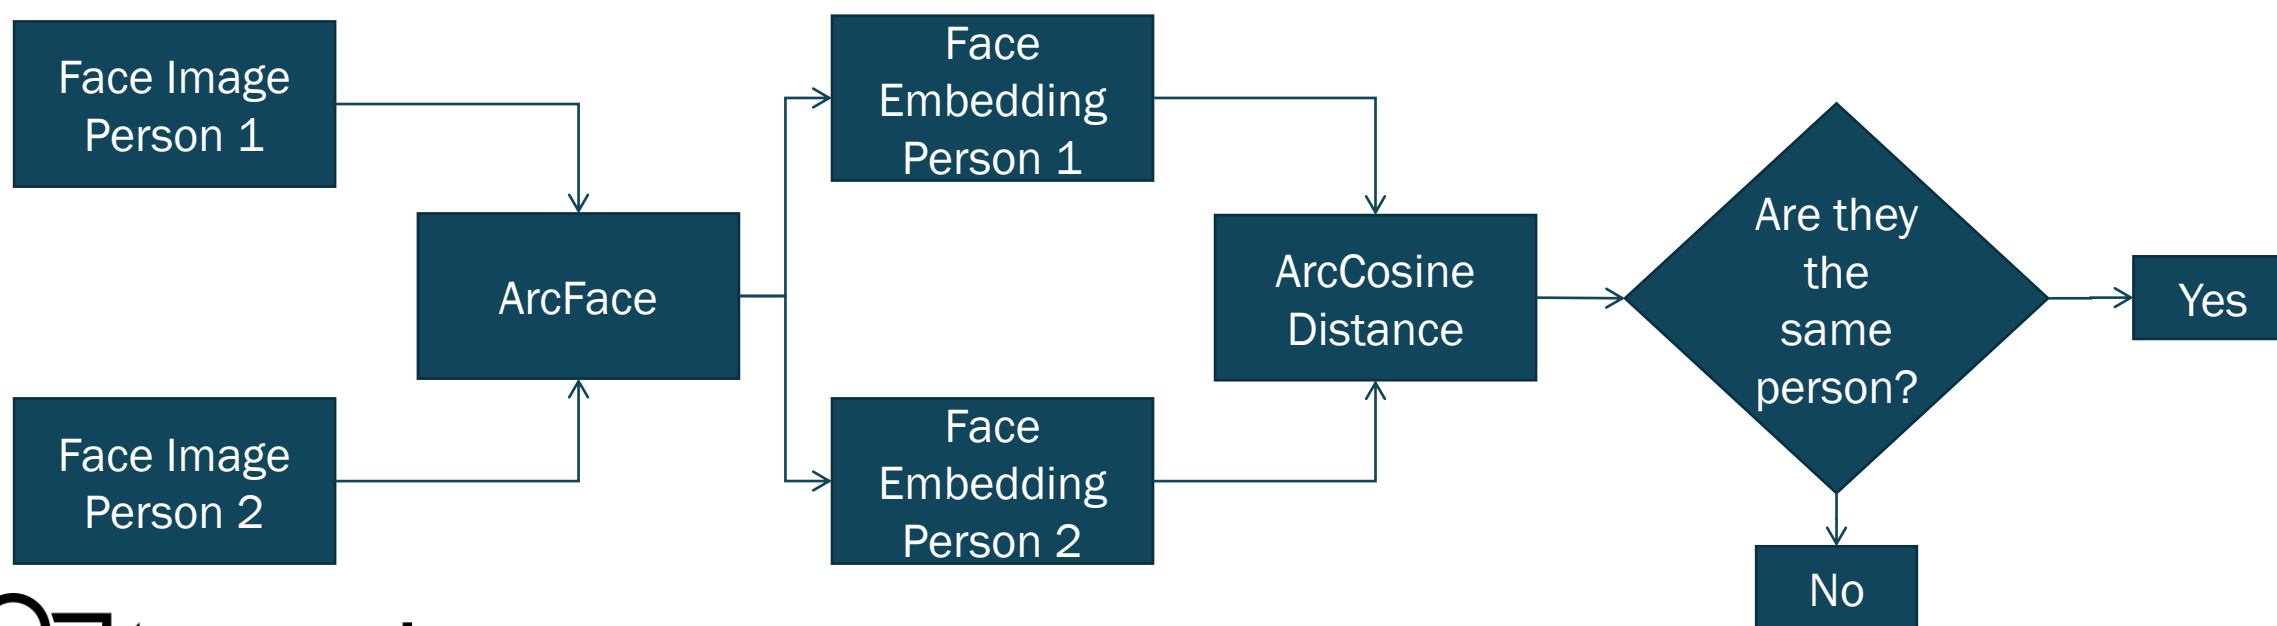 Face Image
Person 1
Face Image
Person 2
ArcFace
Face
Embedding
Person 1
Face
Embedding
Person 2
ArcCosine
Distance
Are they
the
same
person?
Yes
No